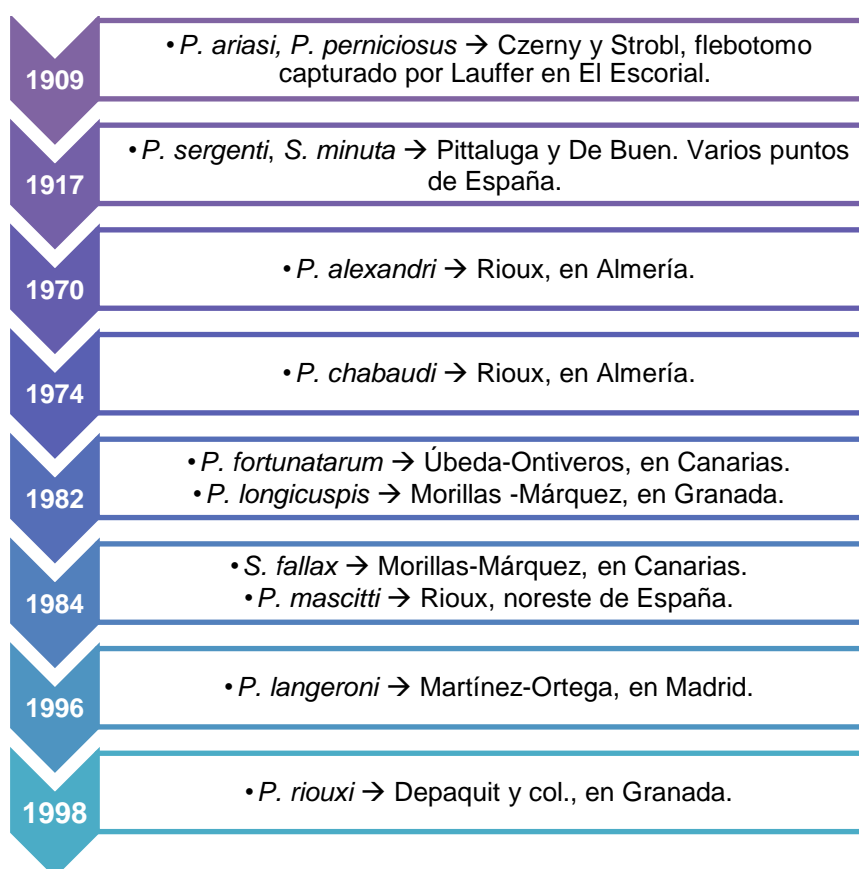 1909
• P. ariasi, P. perniciosus → Czerny y Strobl, flebotomo
capturado por Lauffer en El Escorial.
1917
• P. sergenti, S. minuta → Pittaluga y De Buen. Varios puntos
de España.
1970
• P. alexandri → Rioux, en Almería.
1974
• P. chabaudi → Rioux, en Almería.
1982
• P. fortunatarum → Úbeda-Ontiveros, en Canarias.
• P. longicuspis → Morillas -Márquez, en Granada.
1984
• S. fallax → Morillas-Márquez, en Canarias.
• P. mascitti → Rioux, noreste de España.
1996
• P. langeroni → Martínez-Ortega, en Madrid.
1998
• P. riouxi → Depaquit y col., en Granada.